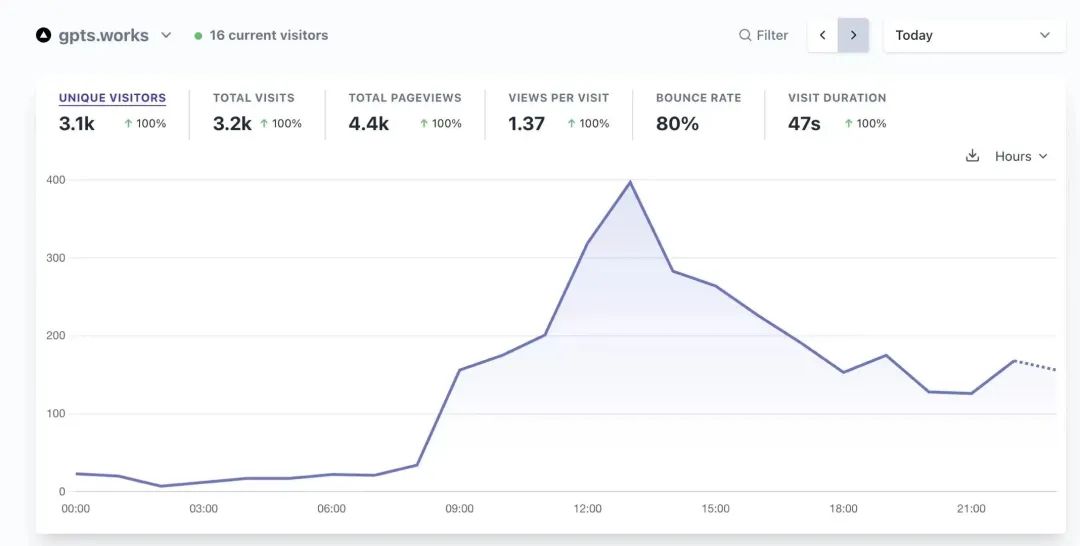 gpts.works 16 current visitors Filter Today
UNIQUE VISITORS TOTAL VISITS TOTAL PAGEVIEWS VIEWS PER VISIT BOUNCE RATE VISIT DURATION
3.1k ↑ 100% 3.2k ↑ 100% 4.4k ↑ 100% 1.37 ↑ 100% 80% 47s ↑ 100%
Hours
400
300
200
100
0
00:00 03:00 06:00 09:00 12:00 15:00 18:00 21:00